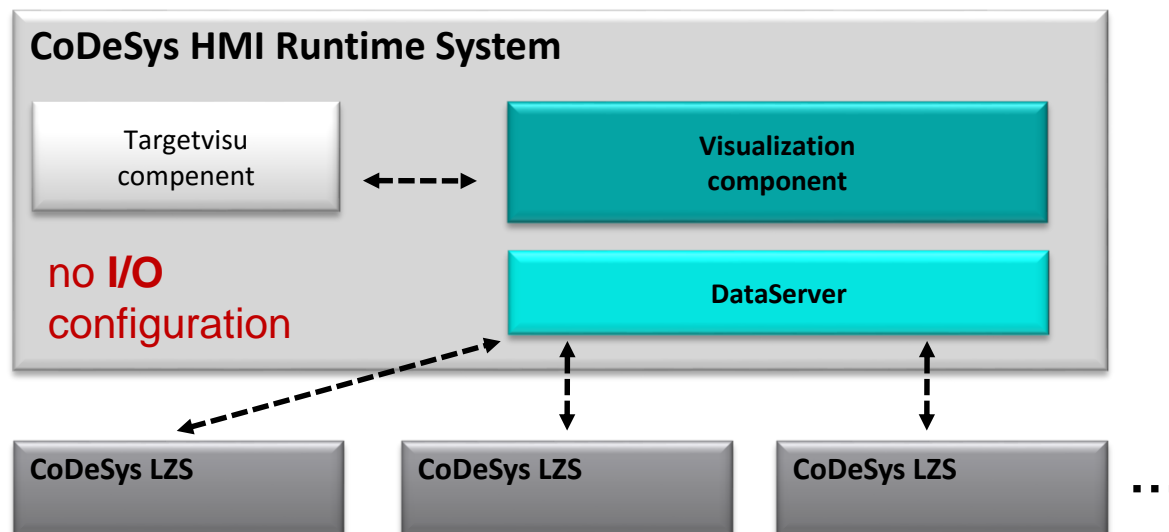 CoDeSys HMI Runtime System
Targetvisu
compenent
Visualization
component
no I/O
configuration
DataServer
CoDeSys LZS
CoDeSys LZS
CoDeSys LZS
...